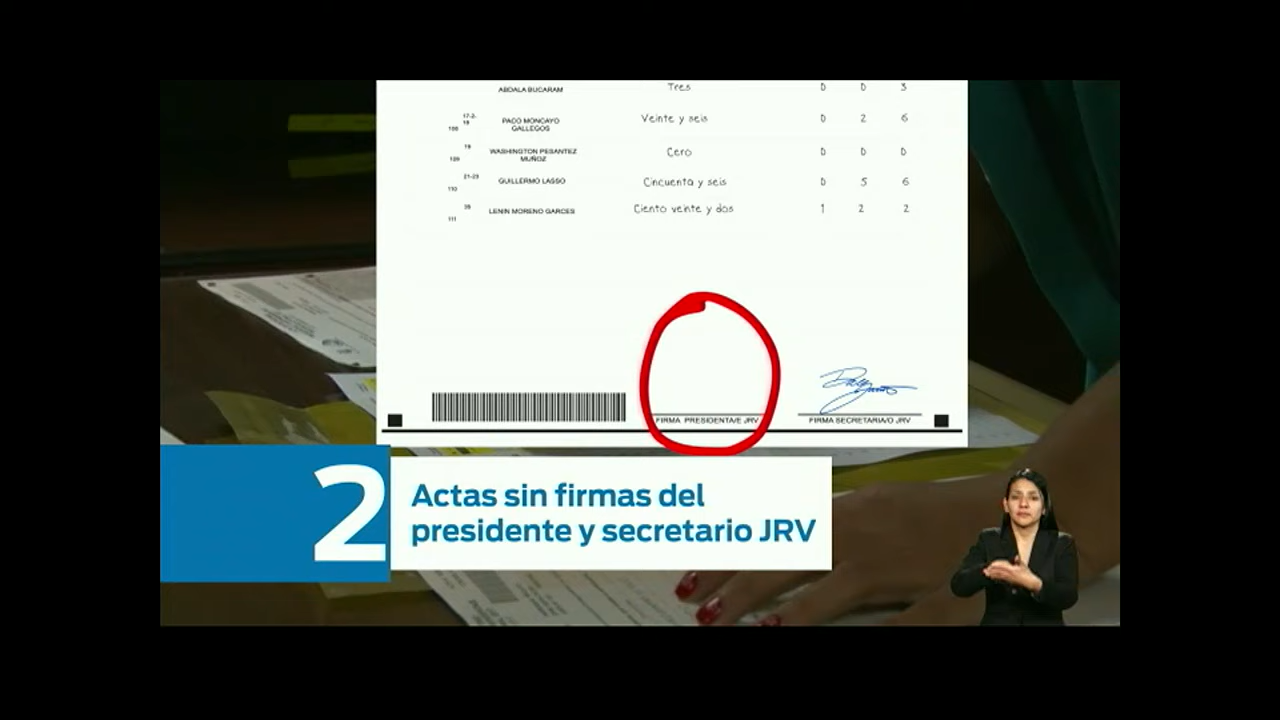 ABDALA BUCARAM Tres 0 0 3
17-2-18
108 PACO MONCAYO GALLEGOS Veinte y seis 0 2 6
19
109 WASHINGTON PESANTEZ MUÑOZ Cero 0 0 0
21-23
110 GUILLERMO LASSO Cincuenta y seis 0 5 6
35
111 LENIN MORENO GARCES Ciento veinte y dos 1 2 2
FIRMA PRESIDENTA/E JRV FIRMA SECRETARIA/O JRV
2
Actas sin firmas del
presidente y secretario JRV